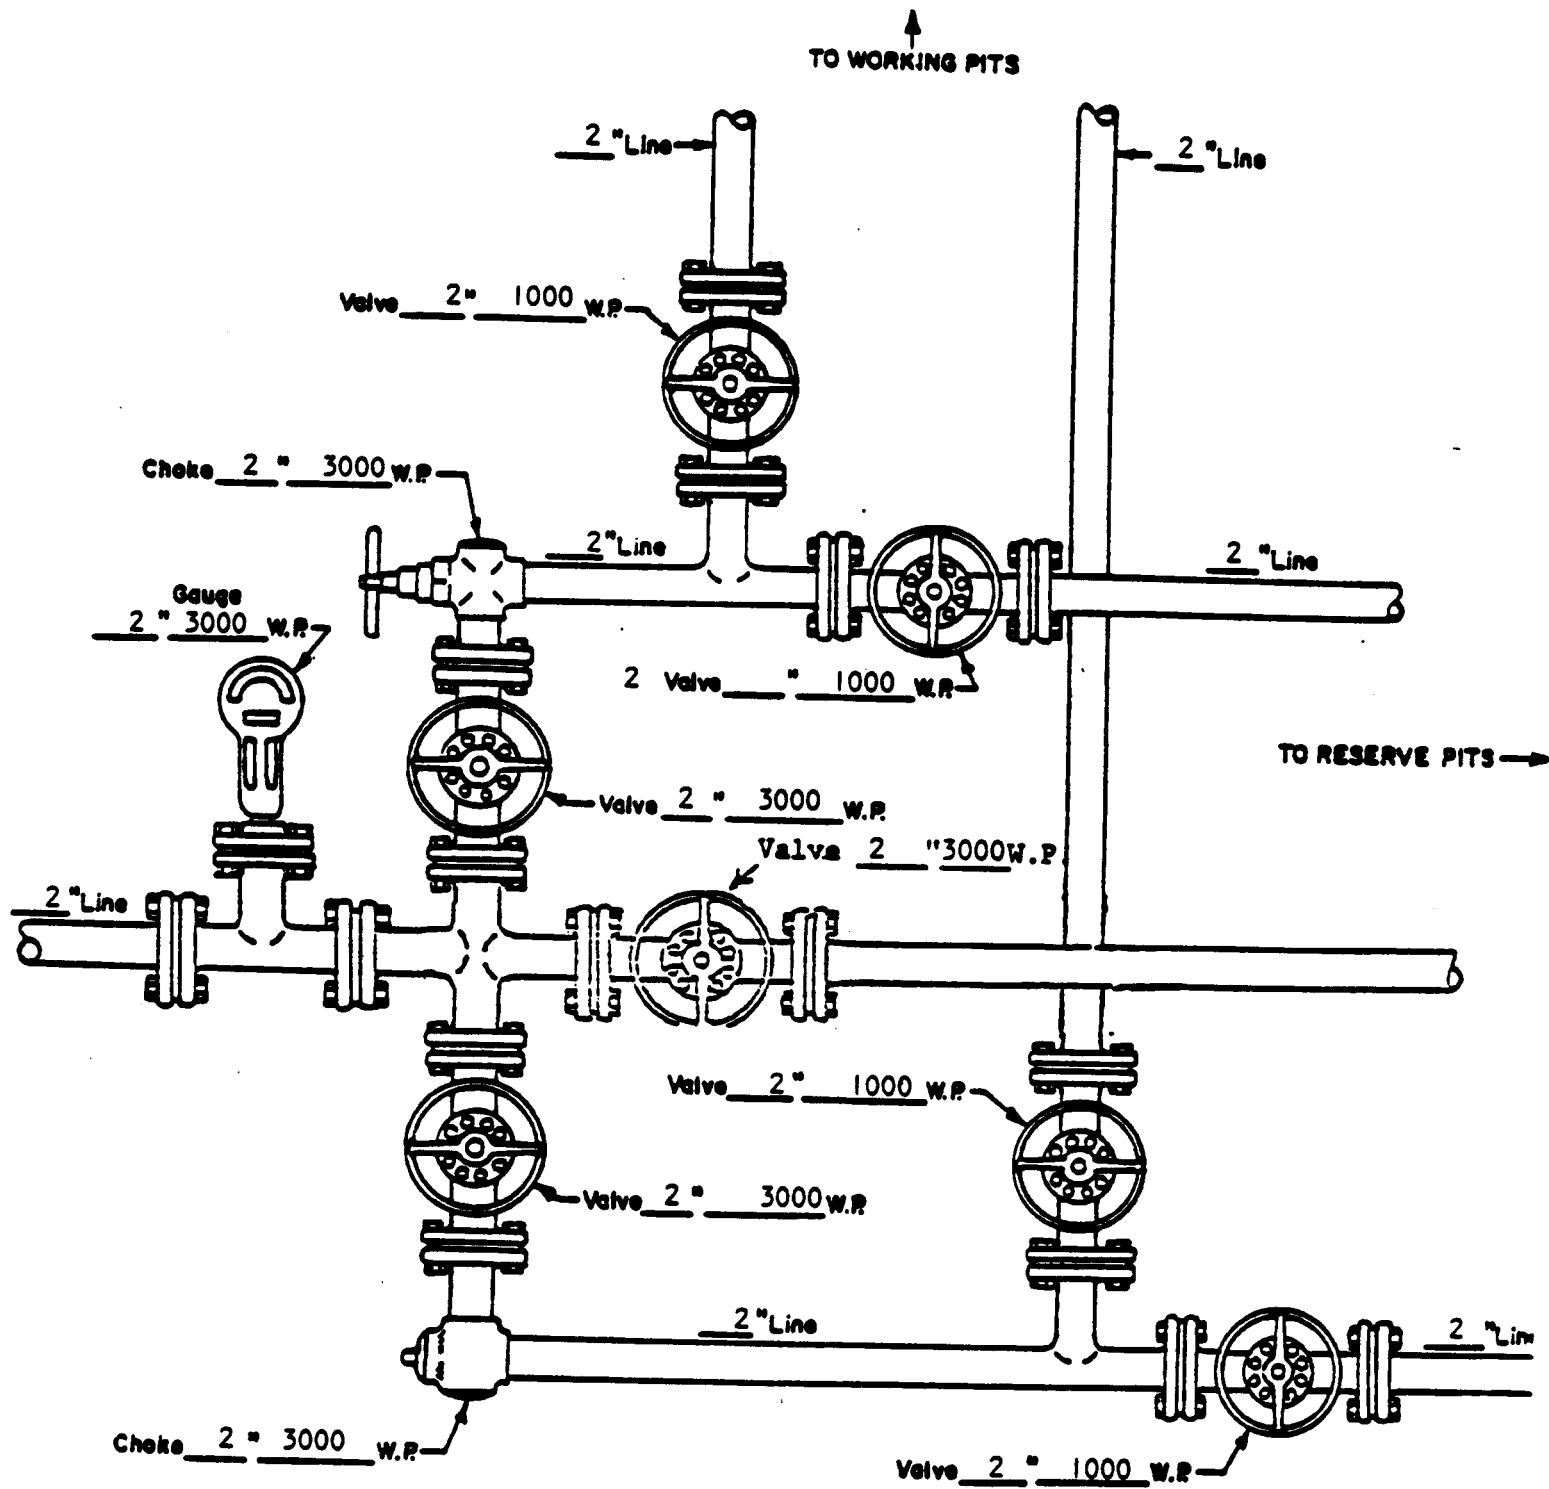 TO WORKING PITS
2 "Line
2 "Line
Valve 2" 1000 W.P.
Choke 2 " 3000 W.P.
2"Line
2 "Line
Gauge
2 " 3000 W.P.
2 Valve " 1000 W.P.
TO RESERVE PITS
Valve 2 " 3000 W.P.
Valve 2 "3000W.P
2 "Line
Valve 2 " 1000 W.P.
Valve 2 " 3000 W.P.
2 "Line
2 "Lin
Choke 2 " 3000 W.P.
Valve 2 " 1000 W.P.